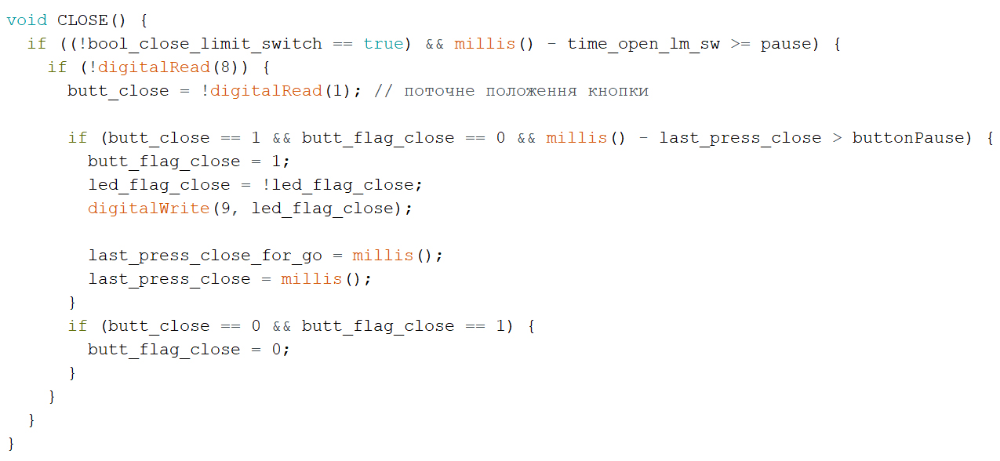 void CLOSE() {
  if ((!bool_close_limit_switch == true) && millis() - time_open_lm_sw >= pause) {
    if (!digitalRead(8)) {
      butt_close = !digitalRead(1); // поточне положення кнопки

      if (butt_close == 1 && butt_flag_close == 0 && millis() - last_press_close > buttonPause) {
        butt_flag_close = 1;
        led_flag_close = !led_flag_close;
        digitalWrite(9, led_flag_close);

        last_press_close_for_go = millis();
        last_press_close = millis();
      }
      if (butt_close == 0 && butt_flag_close == 1) {
        butt_flag_close = 0;
      }
    }
  }
}